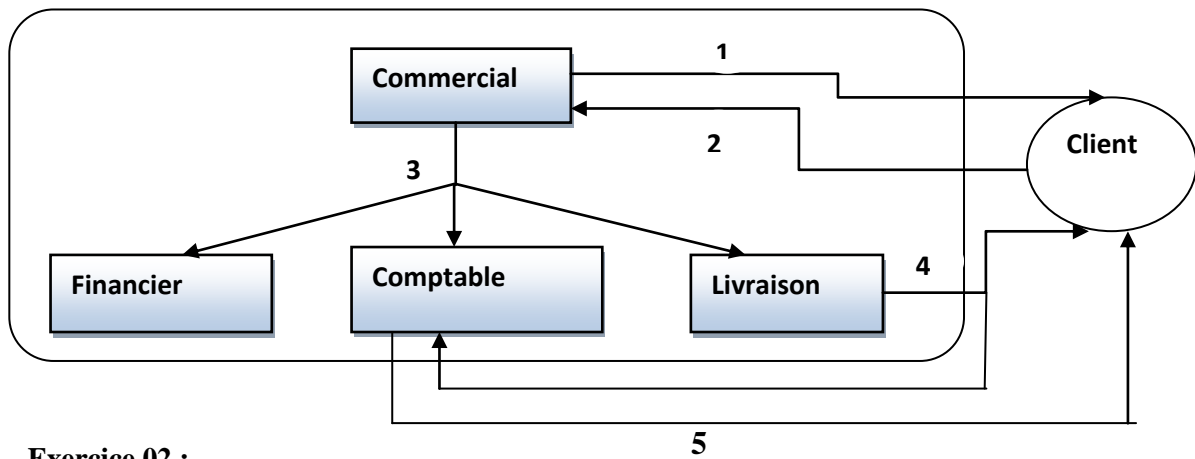 1
Commercial
2
Client
3
Financier
Comptable
Livraison
4
5
Exercice 02 :